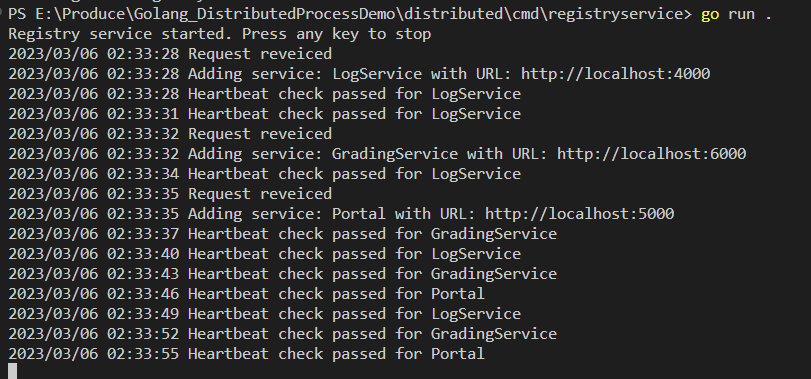 PS E:\Produce\Golang_DistributedProcessDemo\distributed\cmd\registryservice> go run .
Registry service started. Press any key to stop
2023/03/06 02:33:28 Request reveiced
2023/03/06 02:33:28 Adding service: LogService with URL: http://localhost:4000
2023/03/06 02:33:28 Heartbeat check passed for LogService
2023/03/06 02:33:31 Heartbeat check passed for LogService
2023/03/06 02:33:32 Request reveiced
2023/03/06 02:33:32 Adding service: GradingService with URL: http://localhost:6000
2023/03/06 02:33:34 Heartbeat check passed for LogService
2023/03/06 02:33:35 Request reveiced
2023/03/06 02:33:35 Adding service: Portal with URL: http://localhost:5000
2023/03/06 02:33:37 Heartbeat check passed for GradingService
2023/03/06 02:33:40 Heartbeat check passed for LogService
2023/03/06 02:33:43 Heartbeat check passed for GradingService
2023/03/06 02:33:46 Heartbeat check passed for Portal
2023/03/06 02:33:49 Heartbeat check passed for LogService
2023/03/06 02:33:52 Heartbeat check passed for GradingService
2023/03/06 02:33:55 Heartbeat check passed for Portal